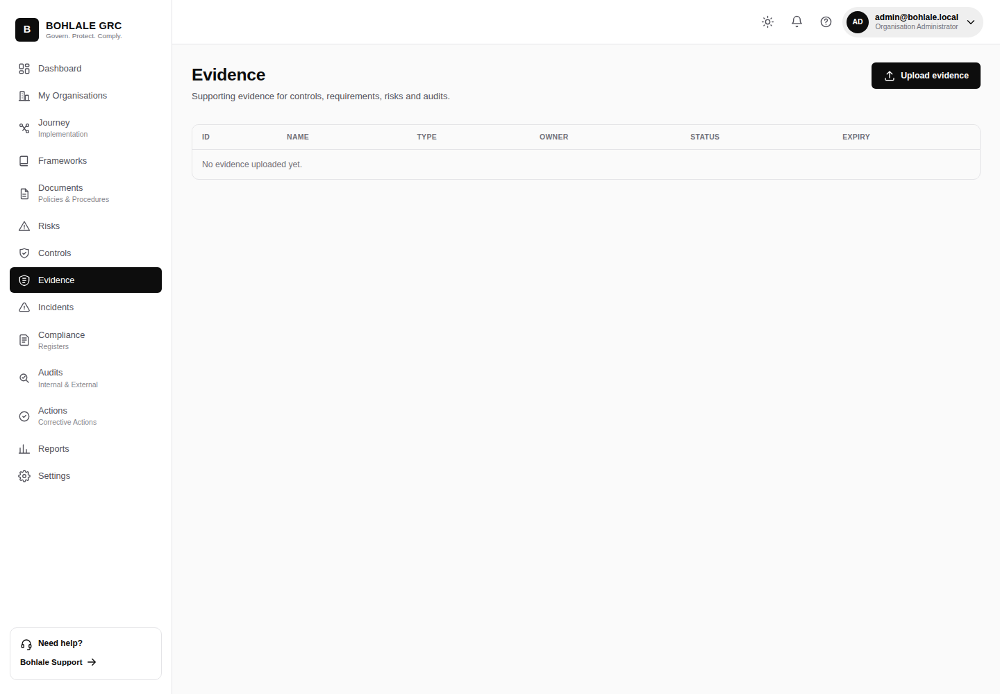 B
BOHLALE GRC
Govern. Protect. Comply.
Dashboard
My Organisations
Journey
Implementation
Frameworks
Documents
Policies & Procedures
Risks
Controls
Evidence
Incidents
Compliance
Registers
Audits
Internal & External
Actions
Corrective Actions
Reports
Settings
Need help?
Bohlale Support
AD
admin@bohlale.local
Organisation Administrator
Evidence
Supporting evidence for controls, requirements, risks and audits.
Upload evidence
ID NAME TYPE OWNER STATUS EXPIRY
No evidence uploaded yet.